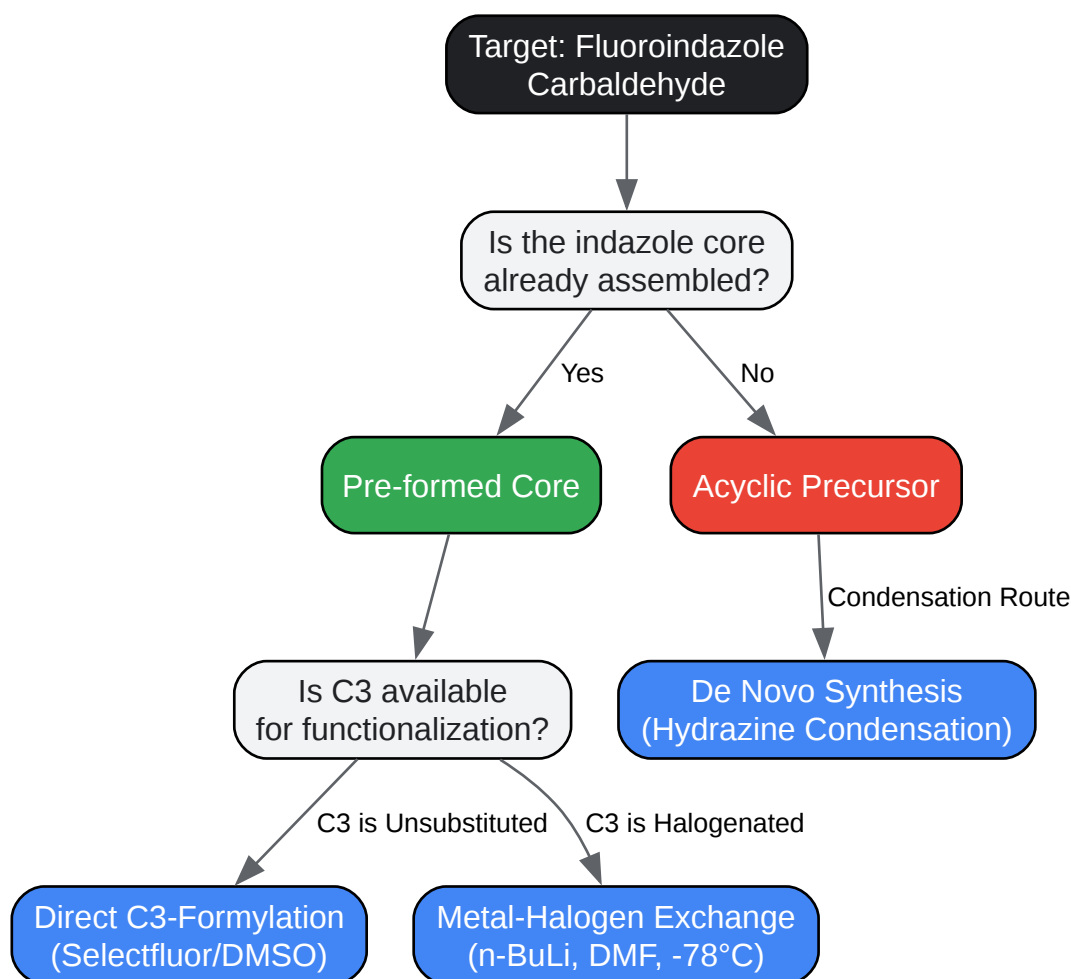 Target: Fluoroindazole
Carbaldehyde
Is the indazole core
already assembled?
Yes
No
Pre-formed Core
Acyclic Precursor
Condensation Route
Is C3 available
for functionalization?
De Novo Synthesis
(Hydrazine Condensation)
C3 is Unsubstituted
C3 is Halogenated
Direct C3-Formylation
(Selectfluor/DMSO)
Metal-Halogen Exchange
(n-BuLi, DMF, -78°C)